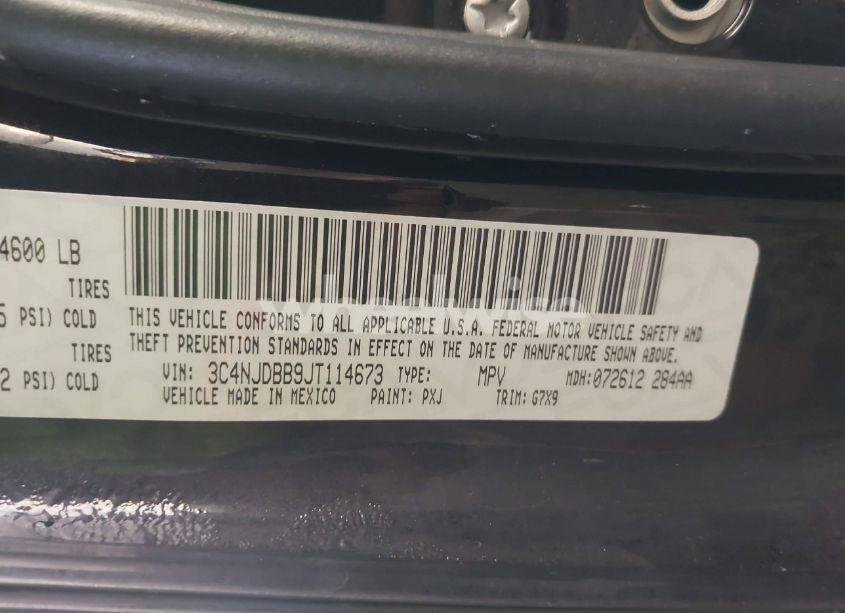 4600 LB
TIRES
5 PSI) COLD
TIRES
2 PSI) COLD
THIS VEHICLE CONFORMS TO ALL APPLICABLE U.S.A. FEDERAL MOTOR VEHICLE SAFETY AND
THEFT PREVENTION STANDARDS IN EFFECT ON THE DATE OF MANUFACTURE SHOWN ABOVE.
VIN: 3C4NJDBB9JT114673 TYPE: MPV MDH:072612 284AA
VEHICLE MADE IN MEXICO PAINT: PXJ TRIM: G7X9